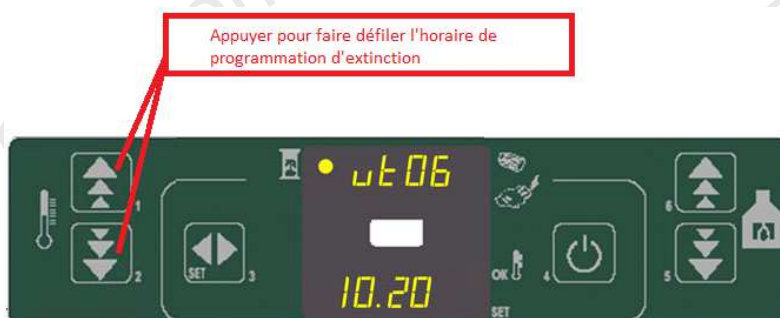 Appuyer pour faire défiler l'horaire de
programmation d'extinction
1
2
SET 3
ut06
10.20
OK
SET
4
6
5